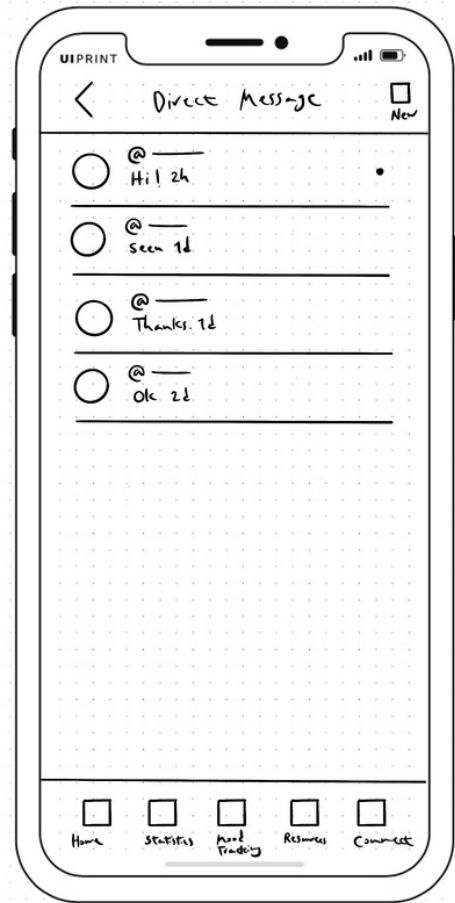 UIPRINT
Direct Message
New
@
Hi! 2h
@
Seen 1d
@
Thanks. 1d
@
Ok 2d
Home
Statistics
Mood
Tracking
Resources
Connect